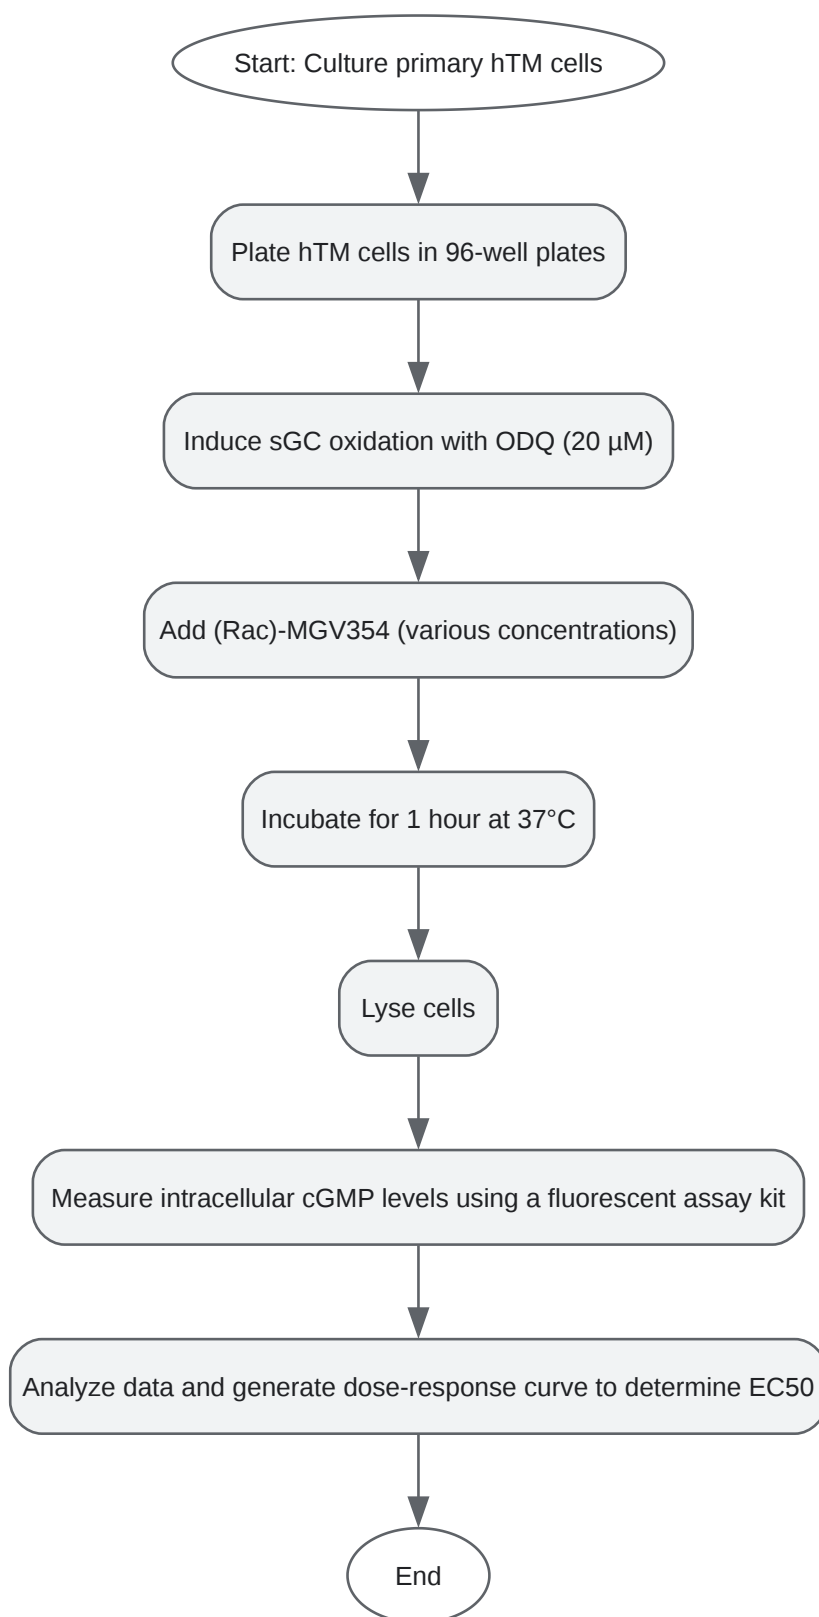 Start: Culture primary hTM cells
Plate hTM cells in 96-well plates
Induce sGC oxidation with ODQ (20 µM)
Add (Rac)-MGV354 (various concentrations)
Incubate for 1 hour at 37°C
Lyse cells
Measure intracellular cGMP levels using a fluorescent assay kit
Analyze data and generate dose-response curve to determine EC50
End